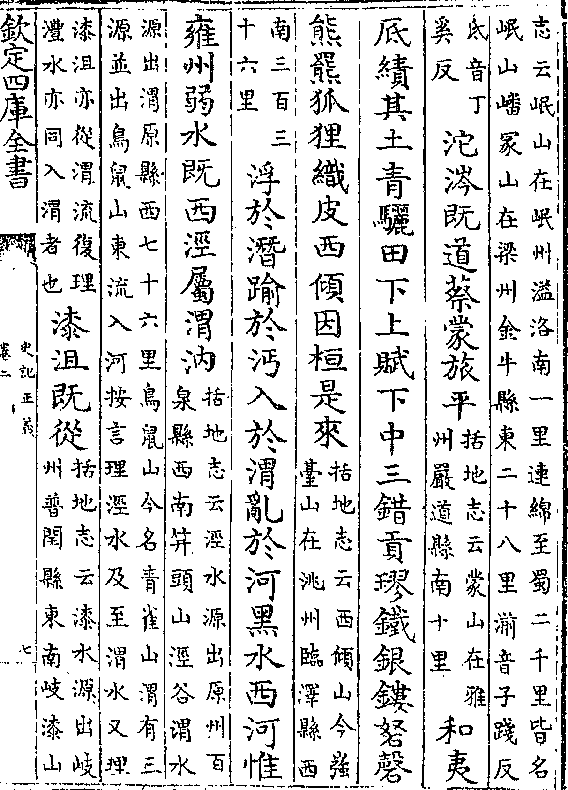 志云岷山在岷州溢洛南一里連綿至蜀二千里皆名
岷山嶓冢山在梁州金牛縣東二十八里湔音子踐反
氐音丁
奚反
沱涔既道蔡蒙旅平
括地志云蒙山在雅
州嚴道縣南十里
和夷
厎績其土青驪田下上賦下中三錯貢璆鐵銀鏤砮磬
熊羆狐狸織皮西傾因桓是來
括地志云西傾山今強
臺山在洮州臨潭縣西
南三百三
十六里
浮於潛踰於沔入於渭亂於河黑水西河惟
雍州弱水既西涇屬渭汭
括地志云涇水源出原州百
泉縣西南笄頭山涇谷渭水
源出渭原縣西七十六里鳥鼠山今名青雀山渭有三
源並出鳥鼠山東流入河按言理涇水及至渭水又理
漆沮亦從渭流復理
灃水亦同入渭者也
漆沮既從
括地志云漆水源出岐
州普閏縣東南岐漆山
欽定四庫全書
史記正義
卷二
七